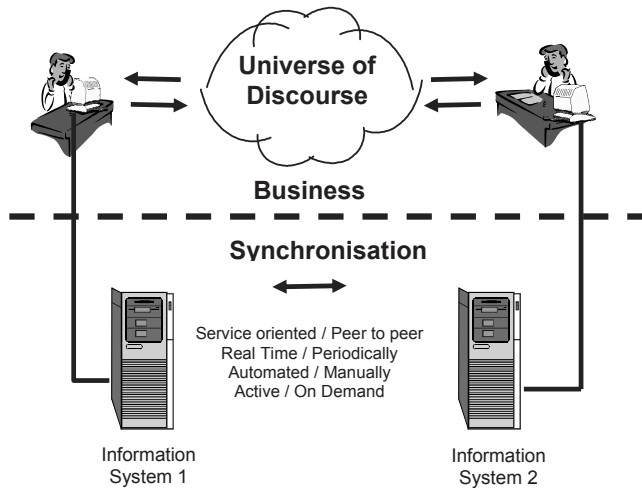 Universe of
Discourse
Business
Synchronisation
Service oriented / Peer to peer
Real Time / Periodically
Automated / Manually
Active / On Demand
Information
System 1
Information
System 2